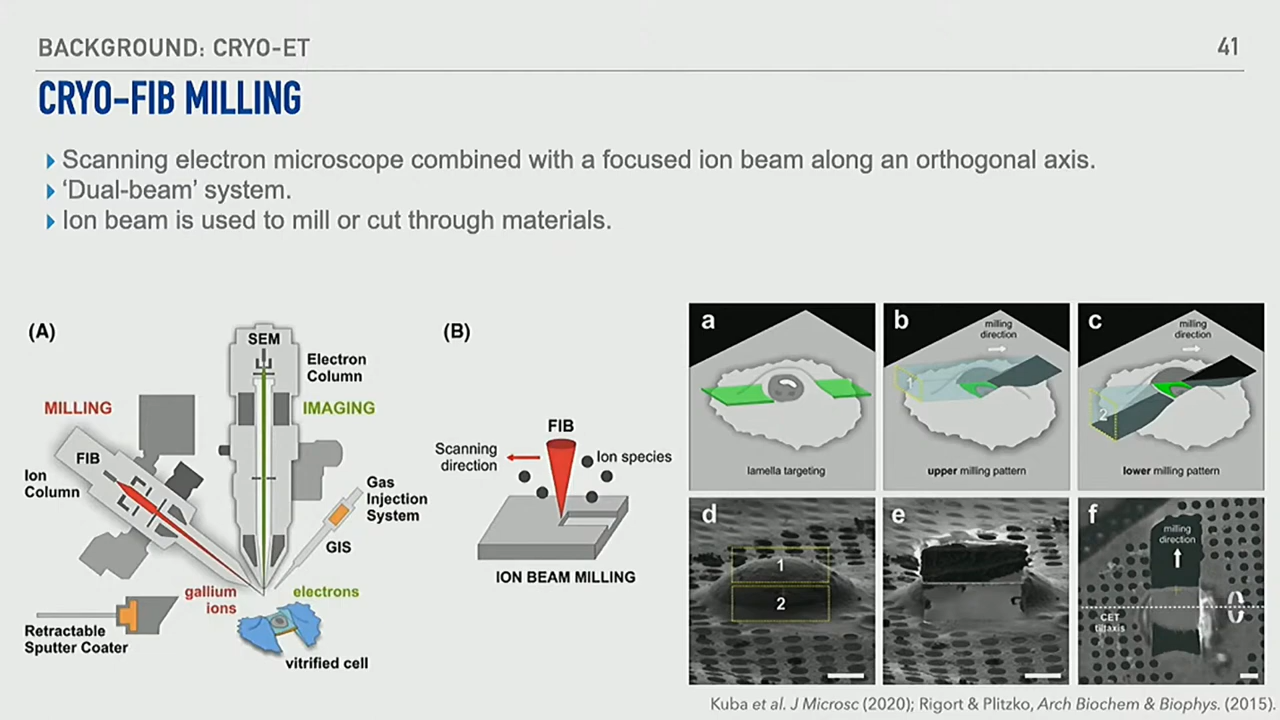 BACKGROUND: CRYO-ET
41
CRYO-FIB MILLING
Scanning electron microscope combined with a focused ion beam along an orthogonal axis.
‘Dual-beam’ system.
Ion beam is used to mill or cut through materials.
(A)
SEM
Electron
Column
MILLING
IMAGING
FIB
Ion
Column
Gas
Injection
System
GIS
gallium
ions
electrons
Retractable
Sputter Coater
vitrified cell
(B)
FIB
Scanning
direction
Ion species
ION BEAM MILLING
a
lamella targeting
b
milling
direction
1
upper milling pattern
c
milling
direction
2
lower milling pattern
d
1
2
e
f
milling
direction
CET
tiltaxis
Kuba et al. J Microsc (2020); Rigort & Plitzko, Arch Biochem & Biophys. (2015).